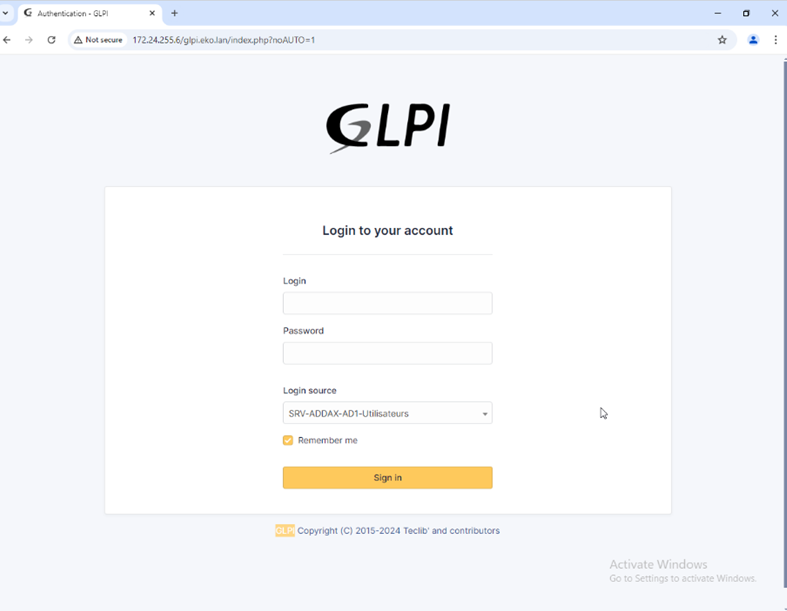 Authentication - GLPI
Not secure
172.24.255.6/glpi.eko.lan/index.php?noAUTO=1
GLPI
Login to your account
Login
Password
Login source
SRV-ADDAX-AD1-Utilisateurs
Remember me
Sign in
GLPI Copyright (C) 2015-2024 Teclib' and contributors
Activate Windows
Go to Settings to activate Windows.